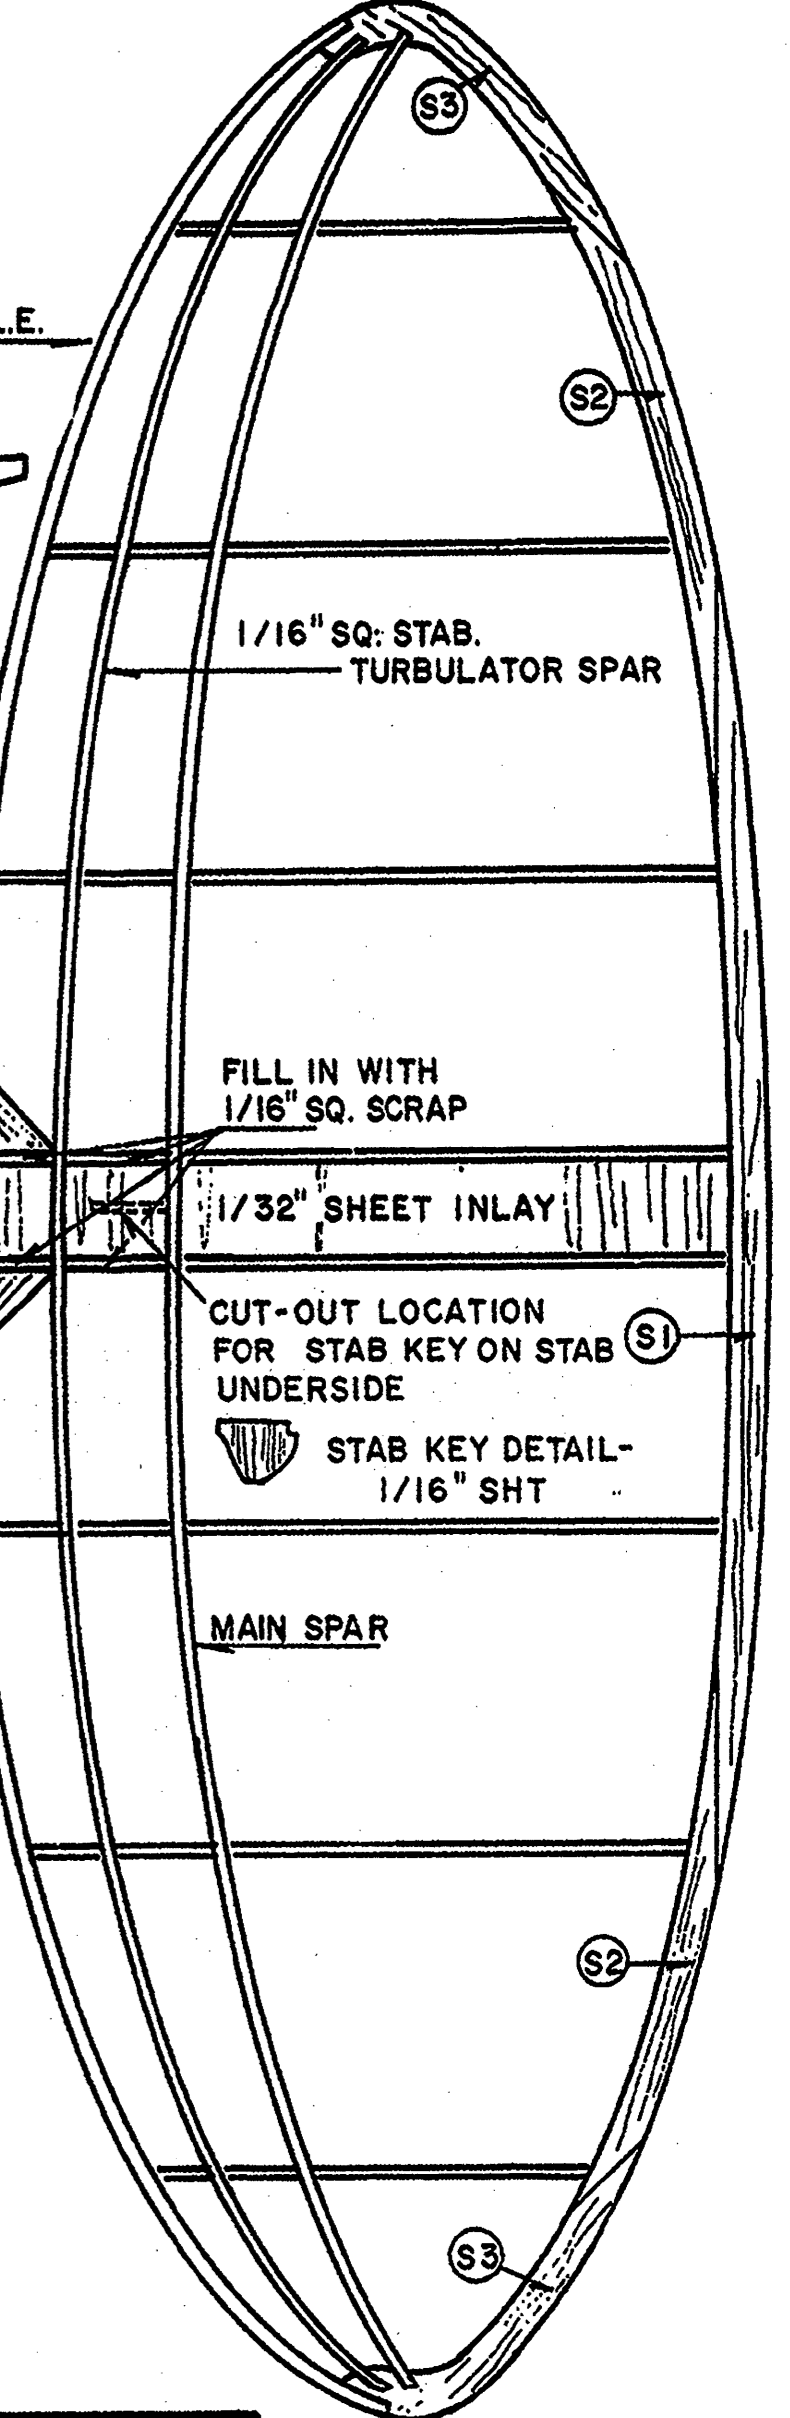 S3
L.E.
S2
1/16" SQ. STAB.
TURBULATOR SPAR
FILL IN WITH
1/16" SQ. SCRAP
1/32" SHEET INLAY
CUT-OUT LOCATION
FOR STAB KEY ON STAB
UNDERSIDE
S1
STAB KEY DETAIL-
1/16" SHT
MAIN SPAR
S2
S3